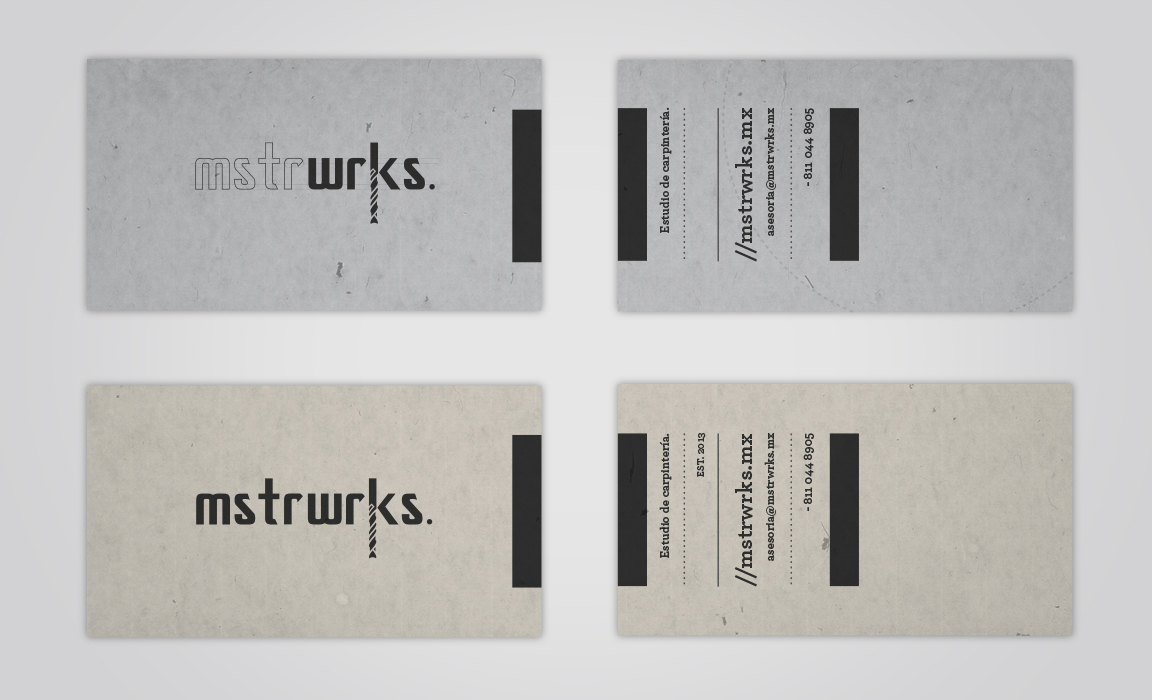 mstrwrks.
Estudio de carpintería.
//mstrwrks.mx
asesoria@mstrwrks.mx
- 811 044 8905
mstrwrks.
Estudio de carpintería.
EST. 2013
//mstrwrks.mx
asesoria@mstrwrks.mx
- 811 044 8905